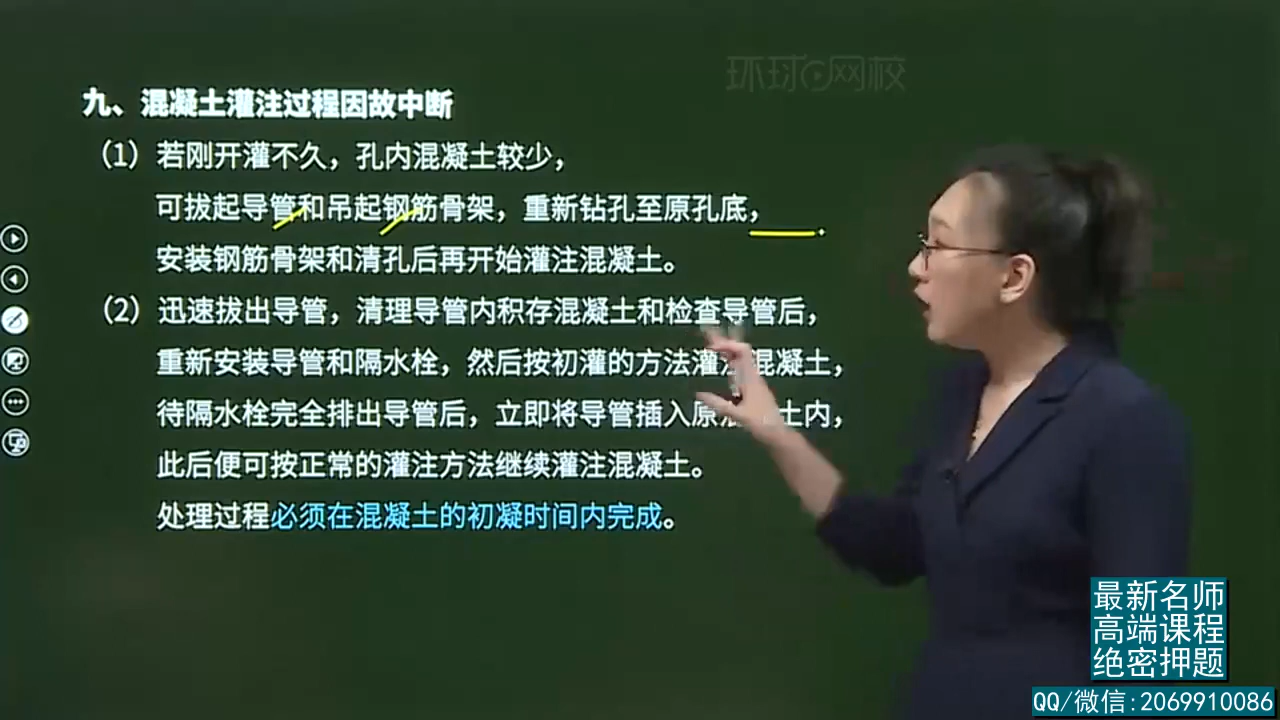 环球网校
九、混凝土灌注过程因故中断
（1）若刚开灌不久，孔内混凝土较少，
可拔起导管和吊起钢筋骨架，重新钻孔至原孔底，
安装钢筋骨架和清孔后再开始灌注混凝土。
（2）迅速拔出导管，清理导管内积存混凝土和检查导管后，
重新安装导管和隔水栓，然后按初灌的方法灌注混凝土，
待隔水栓完全排出导管后，立即将导管插入原混凝土内，
此后便可按正常的灌注方法继续灌注混凝土。
处理过程必须在混凝土的初凝时间内完成。
最新名师
高端课程
绝密押题
QQ/微信:2069910086